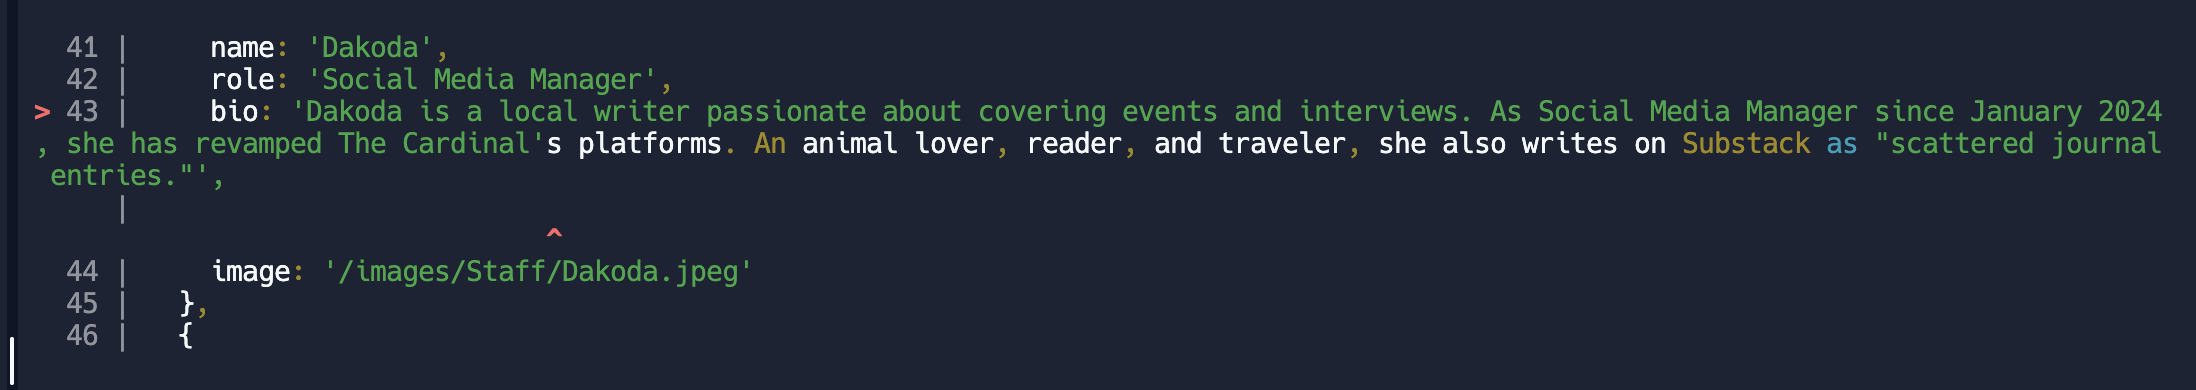 41 |     name: 'Dakoda',
42 |     role: 'Social Media Manager',
> 43 |     bio: 'Dakoda is a local writer passionate about covering events and interviews. As Social Media Manager since January 2024
, she has revamped The Cardinal's platforms. An animal lover, reader, and traveler, she also writes on Substack as "scattered journal
entries."',
|
^
44 |     image: '/images/Staff/Dakoda.jpeg'
45 |   },
46 |   {